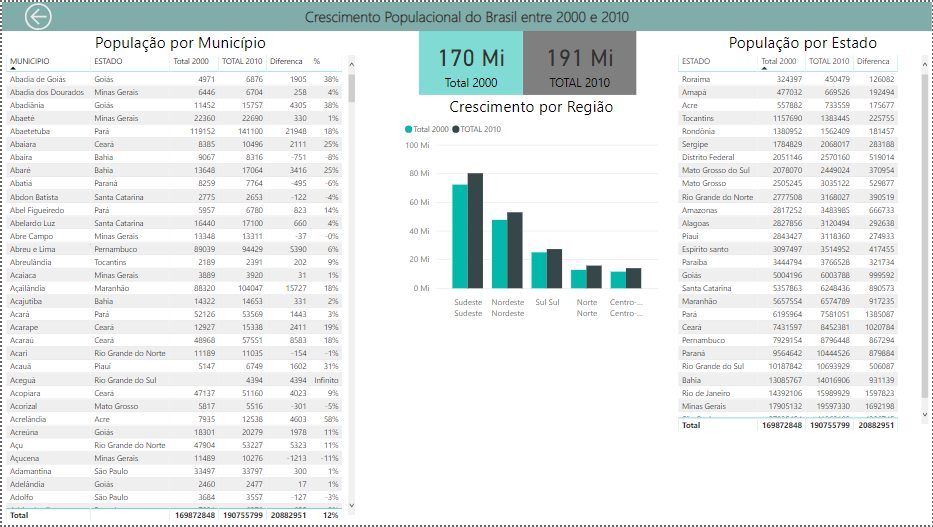 Crescimento Populacional do Brasil entre 2000 e 2010
População por Município
MUNICIPIO ESTADO Total 2000 TOTAL 2010 Diferenca %
Abadia de Goiás Goiás 4971 6876 1905 38%
Abadia dos Dourados Minas Gerais 6446 6704 258 4%
Abadiânia Goiás 11452 15757 4305 38%
Abaeté Minas Gerais 22360 22690 330 1%
Abaetetuba Pará 119152 141100 21948 18%
Abaiara Ceará 8385 10496 2111 25%
Abaíra Bahia 9067 8316 -751 -8%
Abaré Bahia 13648 17064 3416 25%
Abatiá Paraná 8259 7764 -495 -6%
Abdon Batista Santa Catarina 2775 2653 -122 -4%
Abel Figueiredo Pará 5957 6780 823 14%
Abelardo Luz Santa Catarina 16440 17100 660 4%
Abre Campo Minas Gerais 13348 13311 -37 -0%
Abreu e Lima Pernambuco 89039 94429 5390 6%
Abreulândia Tocantins 2189 2391 202 9%
Acaiaca Minas Gerais 3889 3920 31 1%
Açailândia Maranhão 88320 104047 15727 18%
Acajutiba Bahia 14322 14653 331 2%
Acará Pará 52126 53569 1443 3%
Acarape Ceará 12927 15338 2411 19%
Acaraú Ceará 48968 57551 8583 18%
Acari Rio Grande do Norte 11189 11035 -154 -1%
Acauã Piauí 5147 6749 1602 31%
Aceguá Rio Grande do Sul 4394 4394 Infinito
Acopiara Ceará 47137 51160 4023 9%
Acorizal Mato Grosso 5817 5516 -301 -5%
Acrelândia Acre 7935 12538 4603 58%
Acreúna Goiás 18301 20279 1978 11%
Açu Rio Grande do Norte 47904 53227 5323 11%
Açucena Minas Gerais 11489 10276 -1213 -11%
Adamantina São Paulo 33497 33797 300 1%
Adelândia Goiás 2460 2477 17 1%
Adolfo São Paulo 3684 3557 -127 -3%
Total 169872848 190755799 20882951 12%
170 Mi
Total 2000
191 Mi
TOTAL 2010
Crescimento por Região
Total 2000 TOTAL 2010
100 Mi
80 Mi
60 Mi
40 Mi
20 Mi
0 Mi
Sudeste Nordeste Sul Sul Norte Centro-...
Sudeste Nordeste Norte Centro-...
População por Estado
ESTADO Total 2000 TOTAL 2010 Diferenca
Roraima 324397 450479 126082
Amapá 477032 669526 192494
Acre 557882 733559 175677
Tocantins 1157690 1383445 225755
Rondônia 1380952 1562409 181457
Sergipe 1784829 2068017 283188
Distrito Federal 2051146 2570160 519014
Mato Grosso do Sul 2078070 2449024 370954
Mato Grosso 2505245 3035122 529877
Rio Grande do Norte 2777508 3168027 390519
Amazonas 2817252 3483985 666733
Alagoas 2827856 3120494 292638
Piauí 2843427 3118360 274933
Espírito santo 3097497 3514952 417455
Paraíba 3444794 3766528 321734
Goiás 5004196 6003788 999592
Santa Catarina 5357863 6248436 890573
Maranhão 5657554 6574789 917235
Pará 6195964 7581051 1385087
Ceará 7431597 8452381 1020784
Pernambuco 7929154 8796448 867294
Paraná 9564642 10444526 879884
Rio Grande do Sul 10187842 10693929 506087
Bahia 13085767 14016906 931139
Rio de Janeiro 14392106 15989929 1597823
Minas Gerais 17905132 19597330 1692198
Total 169872848 190755799 20882951